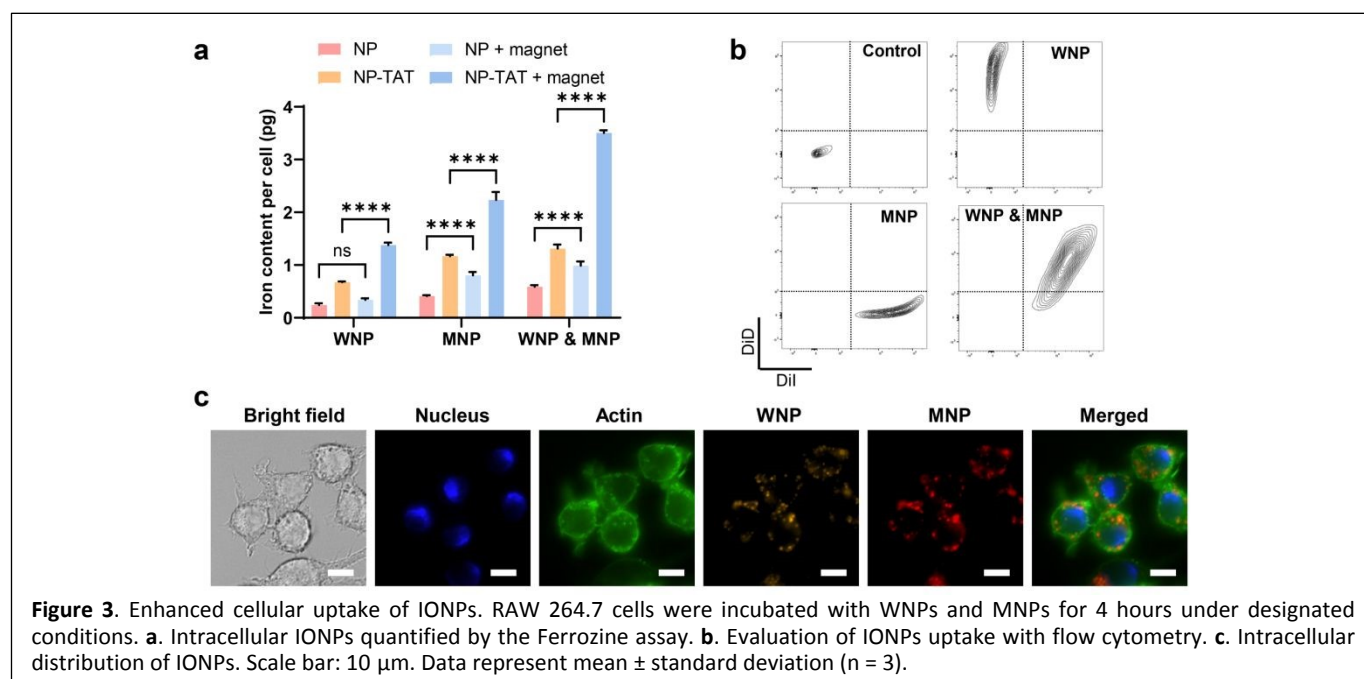 a
NP
NP + magnet
NP-TAT
NP-TAT + magnet
Iron content per cell (pg)
4
3
2
1
0
ns
****
****
****
****
****
WNP
MNP
WNP & MNP
b
Control
WNP
MNP
WNP & MNP
DiD
DiI
c
Bright field
Nucleus
Actin
WNP
MNP
Merged
Figure 3. Enhanced cellular uptake of IONPs. RAW 264.7 cells were incubated with WNPs and MNPs for 4 hours under designated
conditions. a. Intracellular IONPs quantified by the Ferrozine assay. b. Evaluation of IONPs uptake with flow cytometry. c. Intracellular
distribution of IONPs. Scale bar: 10 μm. Data represent mean ± standard deviation (n = 3).